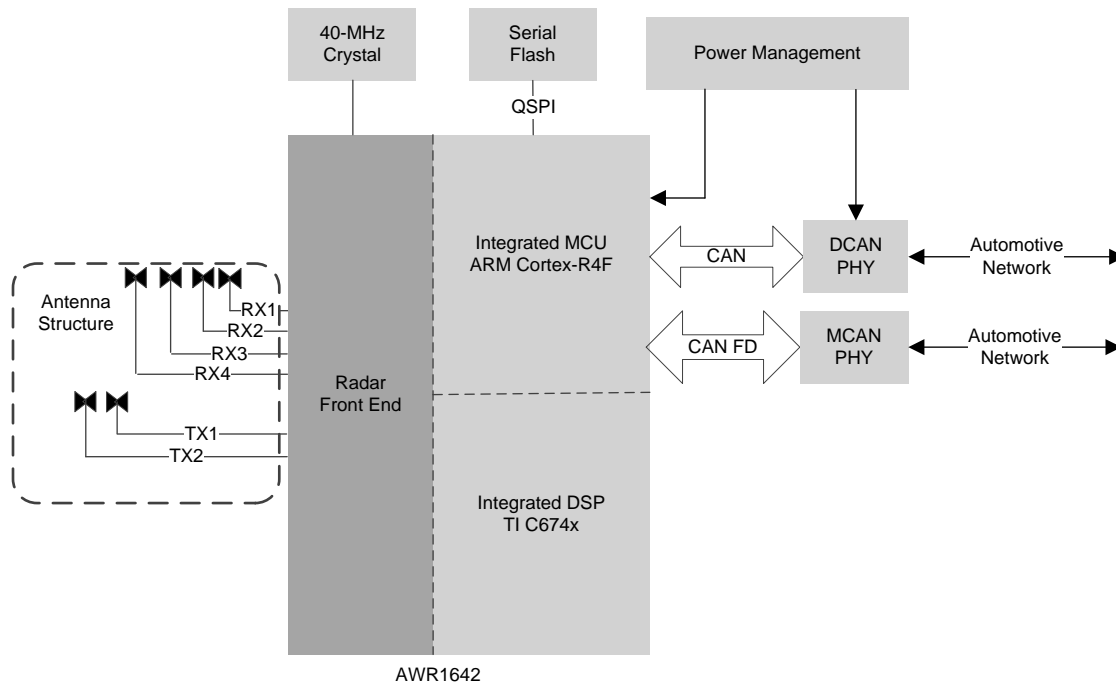 40-MHz
Crystal
Serial
Flash
Power Management
QSPI
Integrated MCU
ARM Cortex-R4F
CAN
DCAN
PHY
Automotive
Network
Antenna
Structure
RX1
RX2
RX3
RX4
CAN FD
MCAN
PHY
Automotive
Network
Radar
Front End
TX1
TX2
Integrated DSP
TI C674x
AWR1642